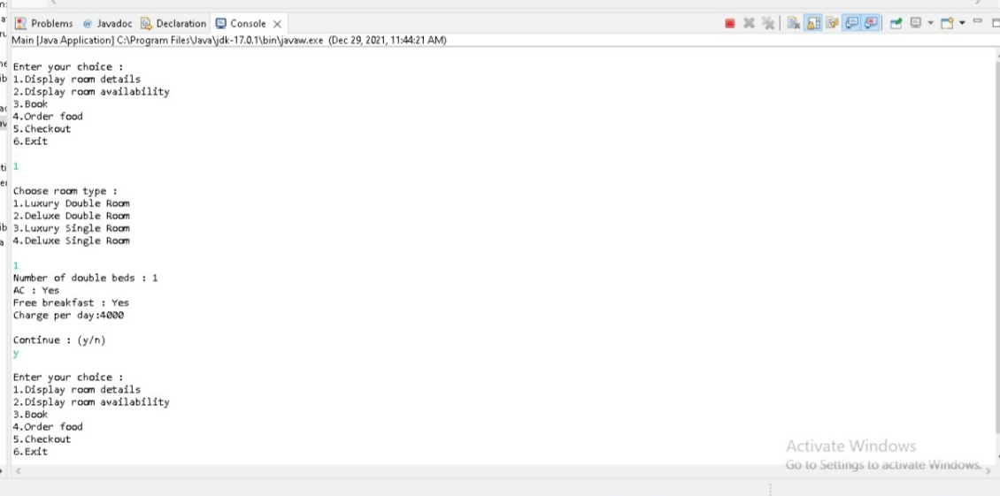 Problems @ Javadoc Declaration Console
Main [Java Application] C:\Program Files\Java\jdk-17.0.1\bin\javaw.exe (Dec 29, 2021, 11:44:21 AM)
Enter your choice :
1.Display room details
2.Display room availability
3.Book
4.Order food
5.Checkout
6.Exit
1
Choose room type :
1.Luxury Double Room
2.Deluxe Double Room
3.Luxury Single Room
4.Deluxe Single Room
1
Number of double beds : 1
AC : Yes
Free breakfast : Yes
Charge per day:4000
Continue : (y/n)
y
Enter your choice :
1.Display room details
2.Display room availability
3.Book
4.Order food
5.Checkout
6.Exit
Activate Windows
Go to Settings to activate Windows.